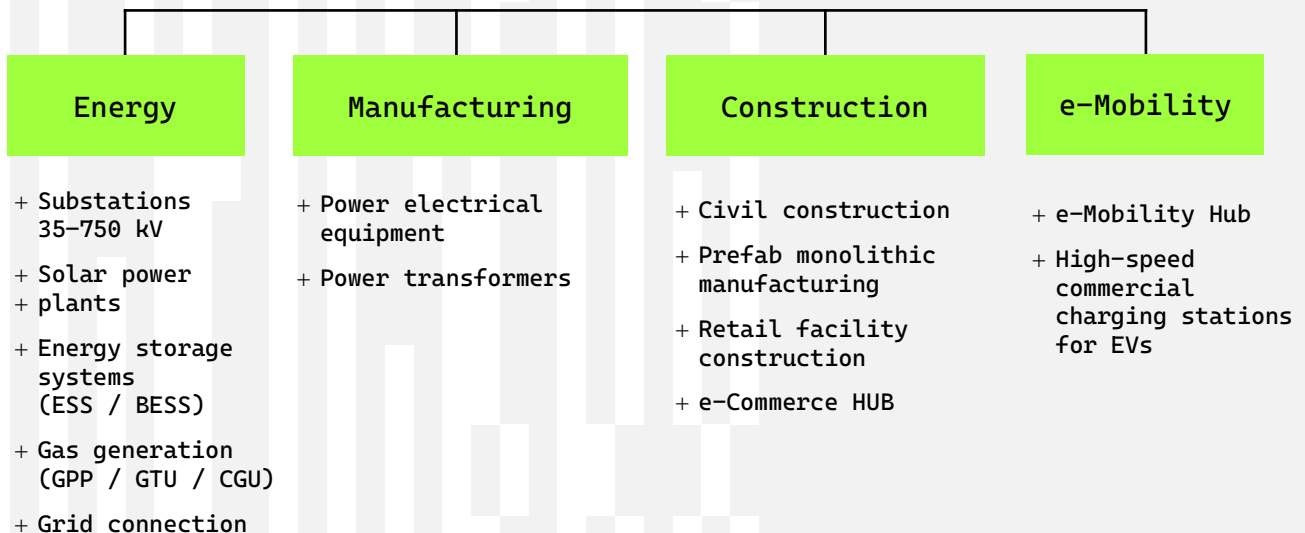 Energy
+ Substations
35-750 kV
+ Solar power
+ plants
+ Energy storage
systems
(ESS / BESS)
+ Gas generation
(GPP / GTU / CGU)
+ Grid connection
Manufacturing
+ Power electrical
equipment
+ Power transformers
Construction
+ Civil construction
+ Prefab monolithic
manufacturing
+ Retail facility
construction
+ e-Commerce HUB
e-Mobility
+ e-Mobility Hub
+ High-speed
commercial
charging stations
for EVs